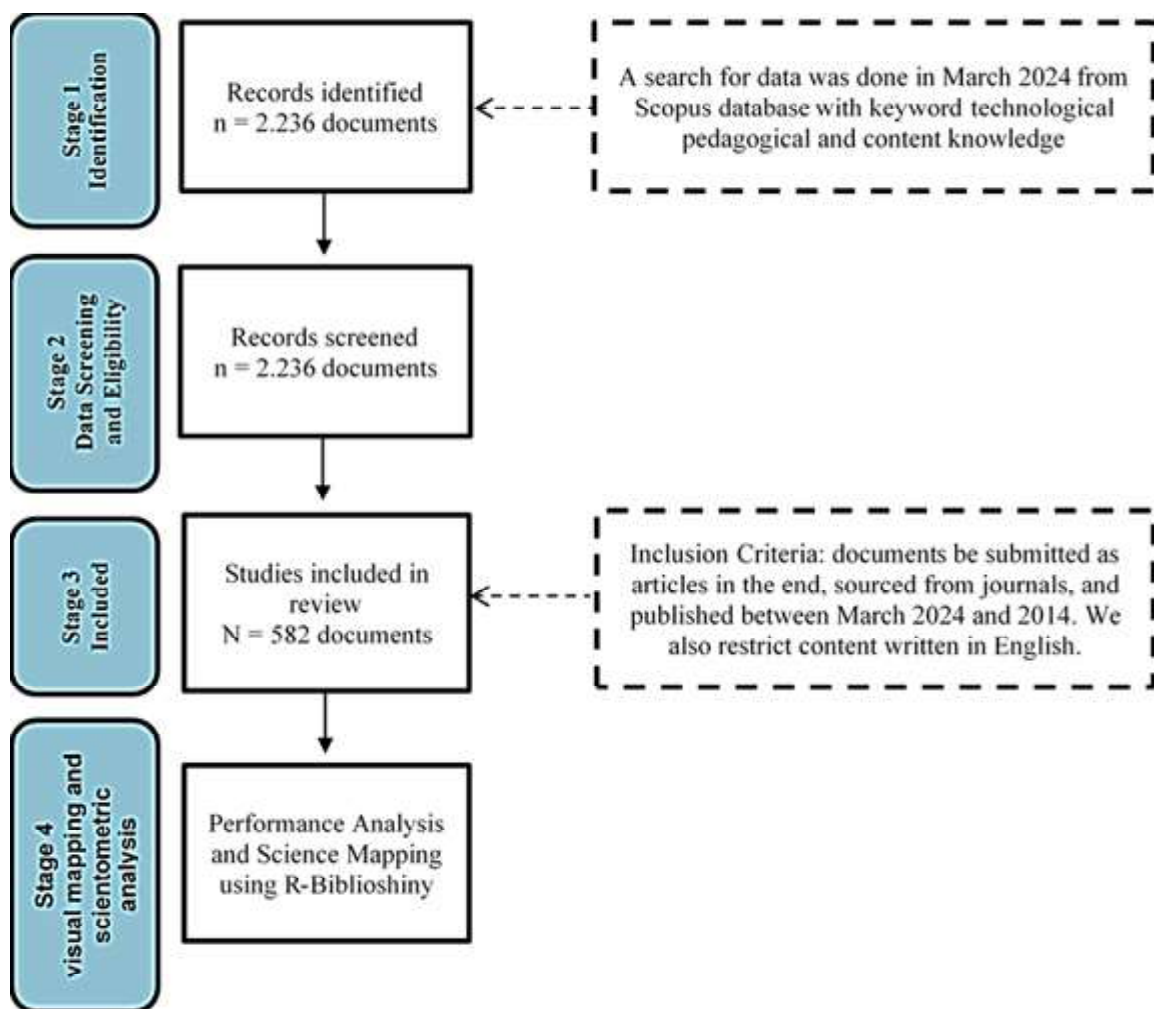 Stage 1
Identification
Records identified
n = 2.236 documents
A search for data was done in March 2024 from
Scopus database with keyword technological
pedagogical and content knowledge
Stage 2
Data Screening
and Eligibility
Records screened
n = 2.236 documents
Stage 3
Included
Studies included in
review
N = 582 documents
Inclusion Criteria: documents be submitted as
articles in the end, sourced from journals, and
published between March 2024 and 2014. We
also restrict content written in English.
Stage 4
visual mapping and
scientometric
analysis
Performance Analysis
and Science Mapping
using R-Biblioshiny